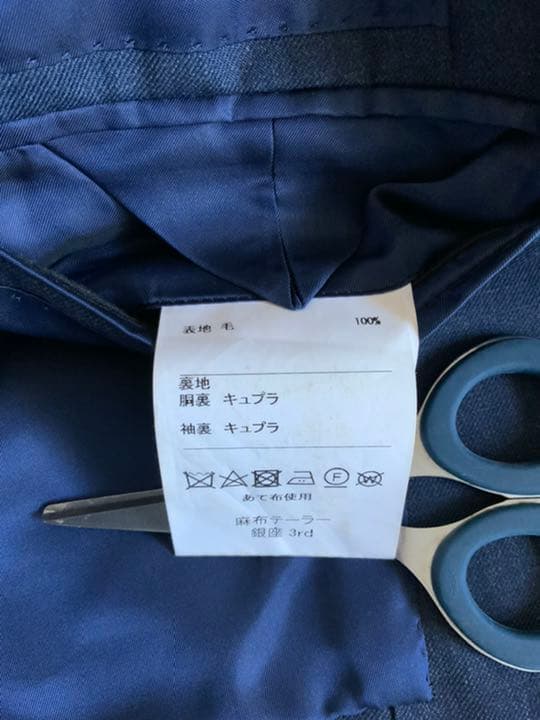 表地 毛 100%
裏地
胴裏 キュプラ
袖裏 キュプラ
F W
あて布使用
麻布テーラー
銀座 3rd